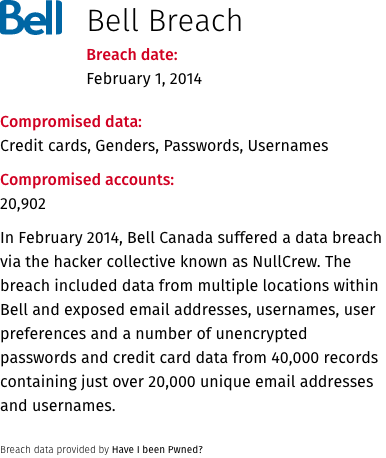 Bell
Bell Breach
Breach date:
February 1, 2014
Compromised data:
Credit cards, Genders, Passwords, Usernames
Compromised accounts:
20,902
In February 2014, Bell Canada suffered a data breach
via the hacker collective known as NullCrew. The
breach included data from multiple locations within
Bell and exposed email addresses, usernames, user
preferences and a number of unencrypted
passwords and credit card data from 40,000 records
containing just over 20,000 unique email addresses
and usernames.
Breach data provided by Have I been Pwned?